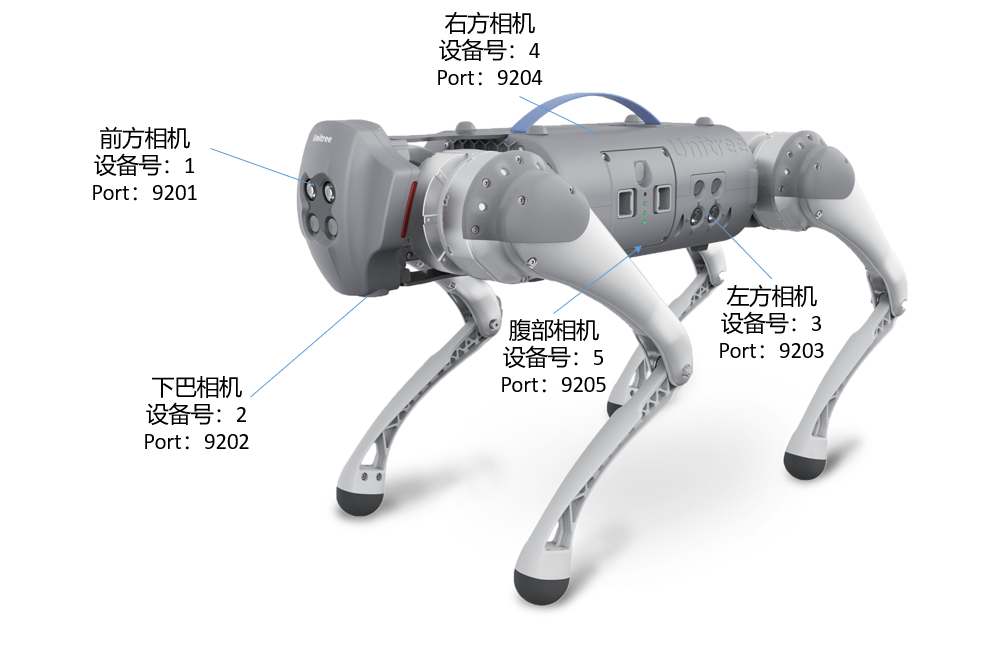 右方相机
设备号：4
Port：9204
前方相机
设备号：1
Port：9201
Unitree
Unitree
左方相机
设备号：3
Port：9203
腹部相机
设备号：5
Port：9205
下巴相机
设备号：2
Port：9202